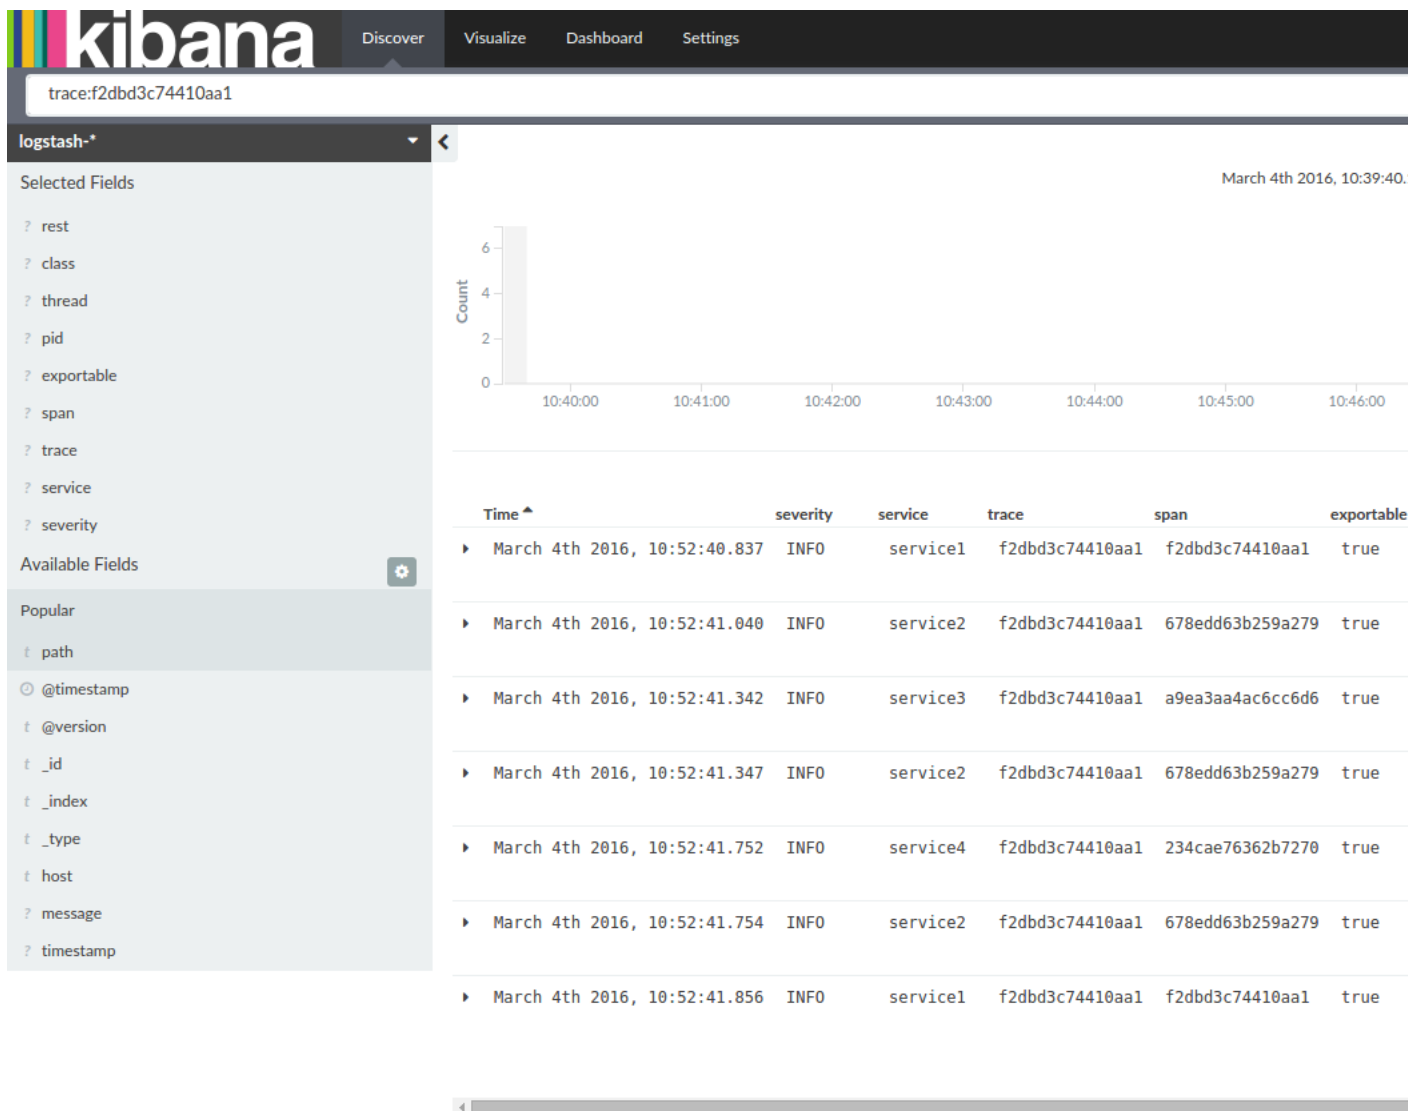 kibana
Discover Visualize Dashboard Settings
trace:f2dbd3c74410aa1
logstash-*
Selected Fields
? rest
? class
? thread
? pid
? exportable
? span
? trace
? service
? severity
Available Fields
Popular
t path
@timestamp
t @version
t _id
t _index
t _type
t host
? message
? timestamp
March 4th 2016, 10:39:40.
Count
6
4
2
0
10:40:00 10:41:00 10:42:00 10:43:00 10:44:00 10:45:00 10:46:00
Time severity service trace span exportable
March 4th 2016, 10:52:40.837 INFO service1 f2dbd3c74410aa1 f2dbd3c74410aa1 true
March 4th 2016, 10:52:41.040 INFO service2 f2dbd3c74410aa1 678edd63b259a279 true
March 4th 2016, 10:52:41.342 INFO service3 f2dbd3c74410aa1 a9ea3aa4ac6cc6d6 true
March 4th 2016, 10:52:41.347 INFO service2 f2dbd3c74410aa1 678edd63b259a279 true
March 4th 2016, 10:52:41.752 INFO service4 f2dbd3c74410aa1 234cae76362b7270 true
March 4th 2016, 10:52:41.754 INFO service2 f2dbd3c74410aa1 678edd63b259a279 true
March 4th 2016, 10:52:41.856 INFO service1 f2dbd3c74410aa1 f2dbd3c74410aa1 true